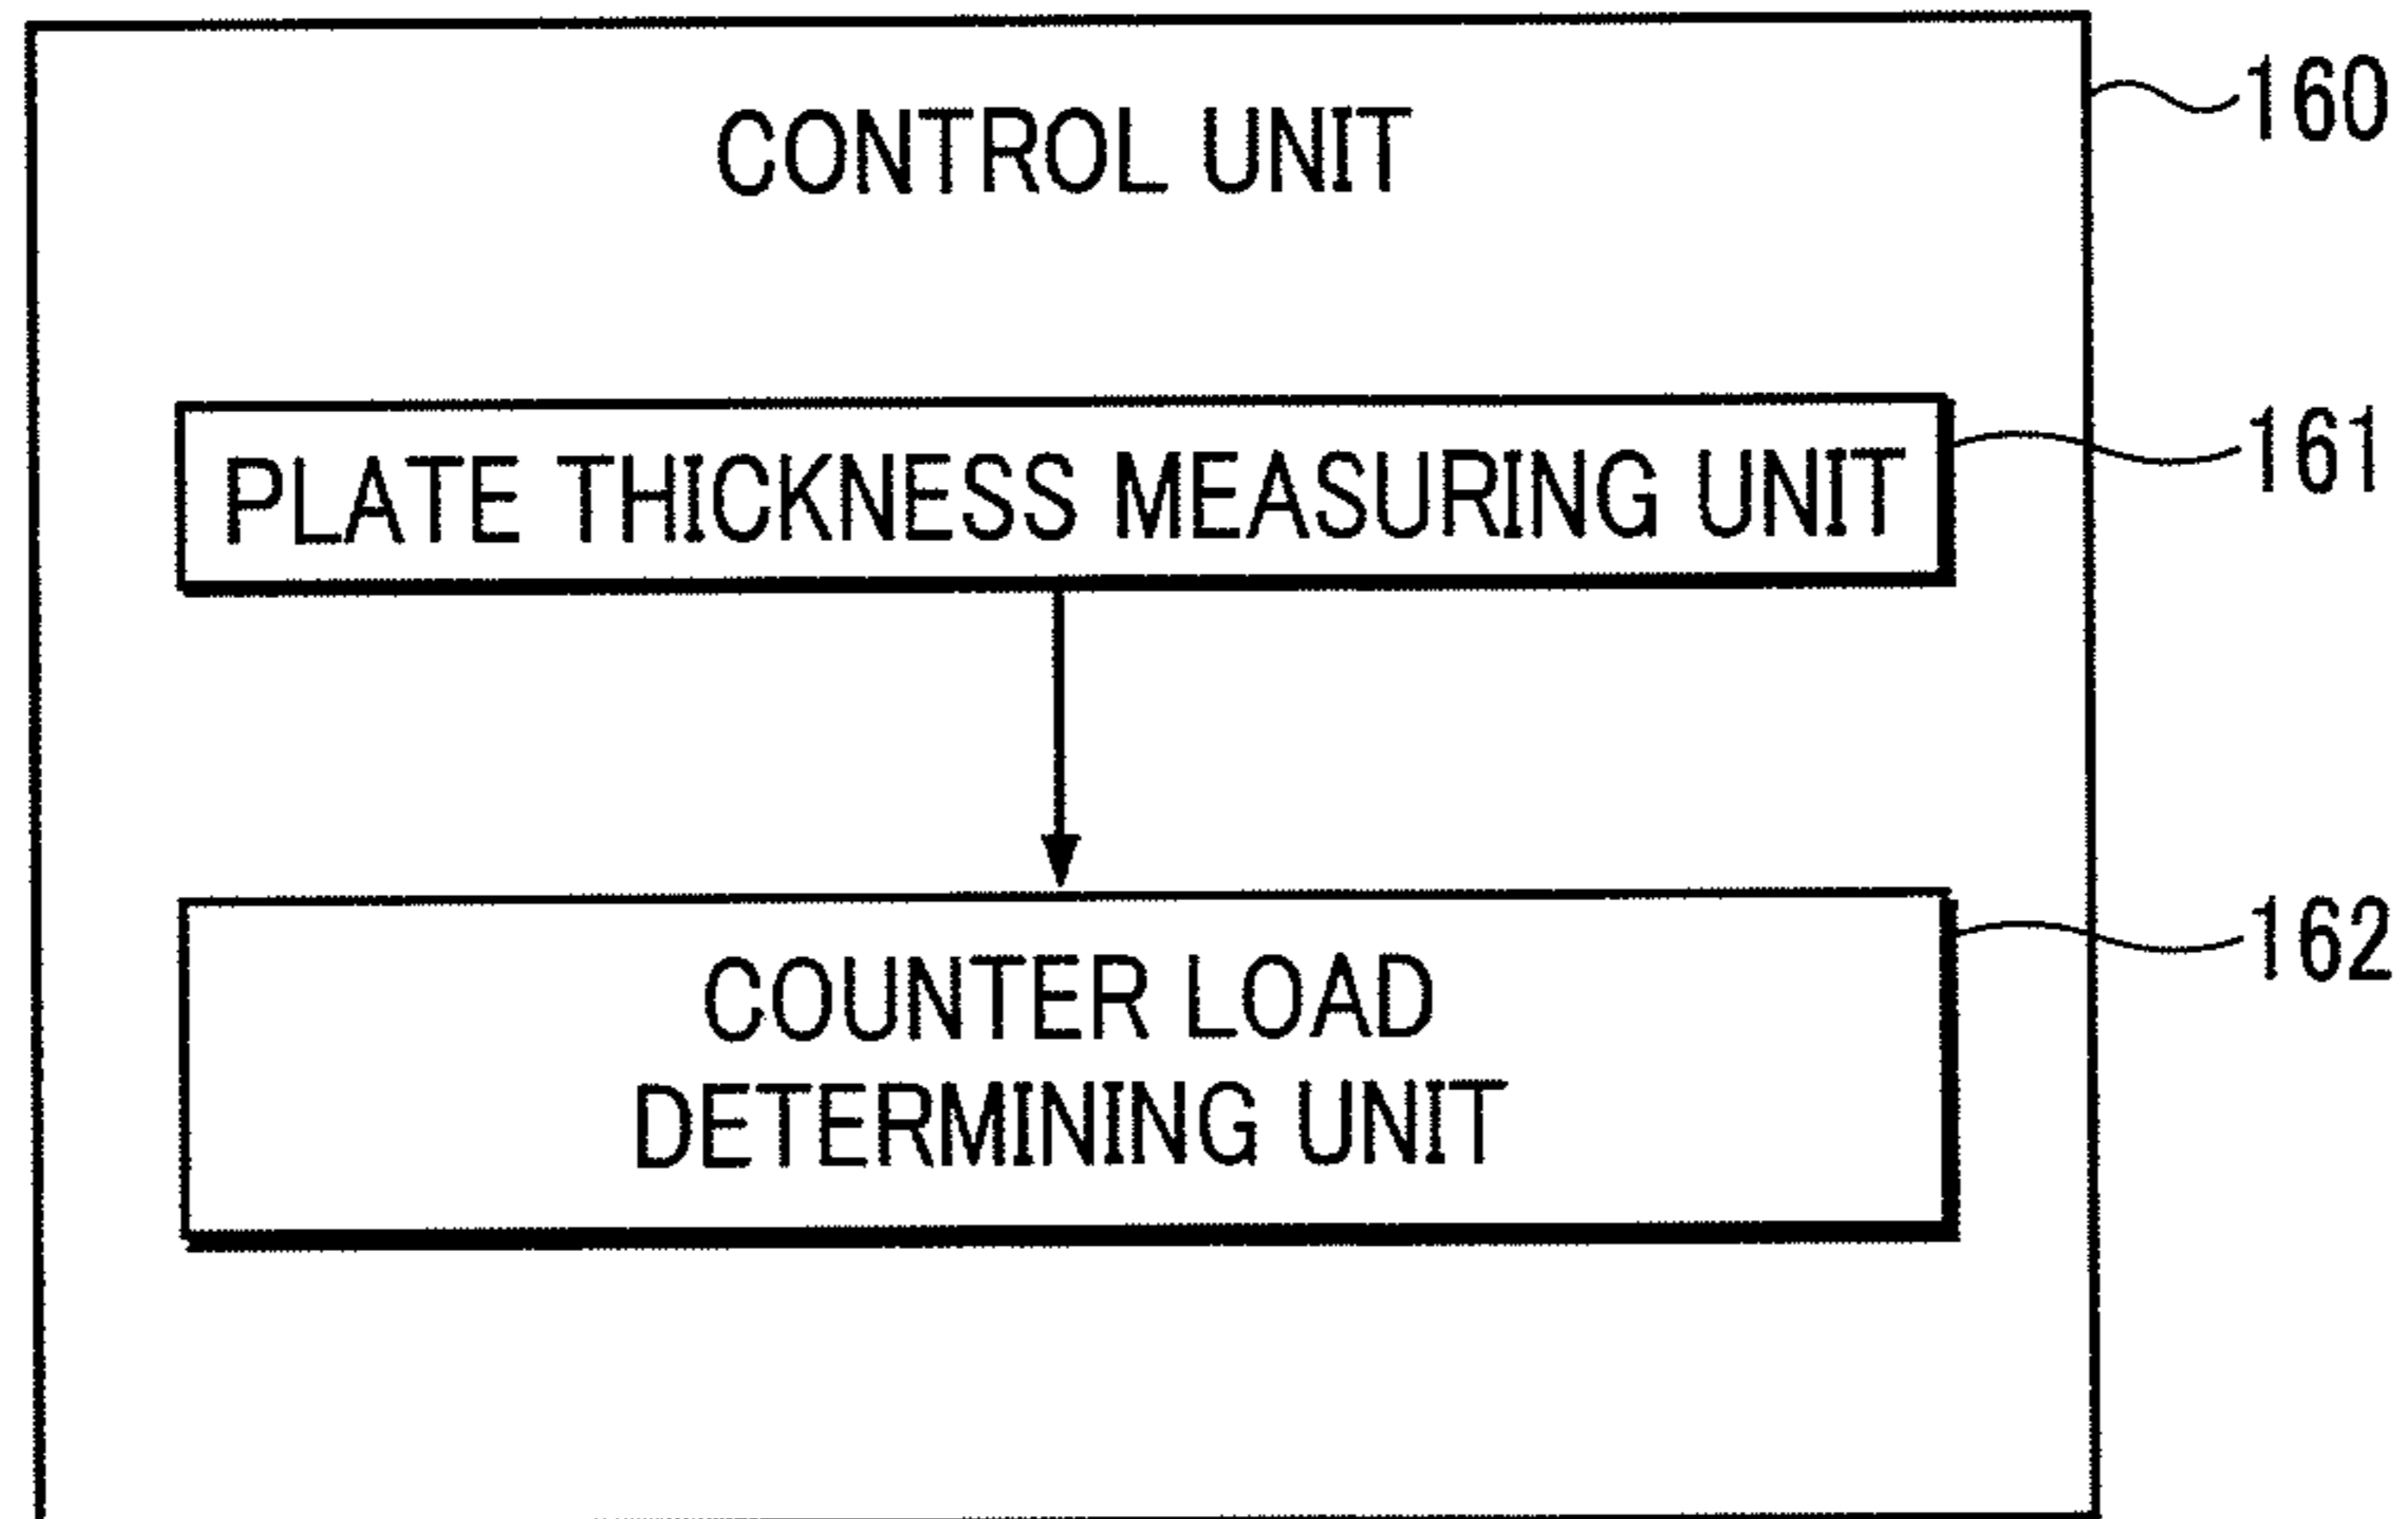 CONTROL UNIT
160
PLATE THICKNESS MEASURING UNIT
161
COUNTER LOAD
162
DETERMINING UNIT